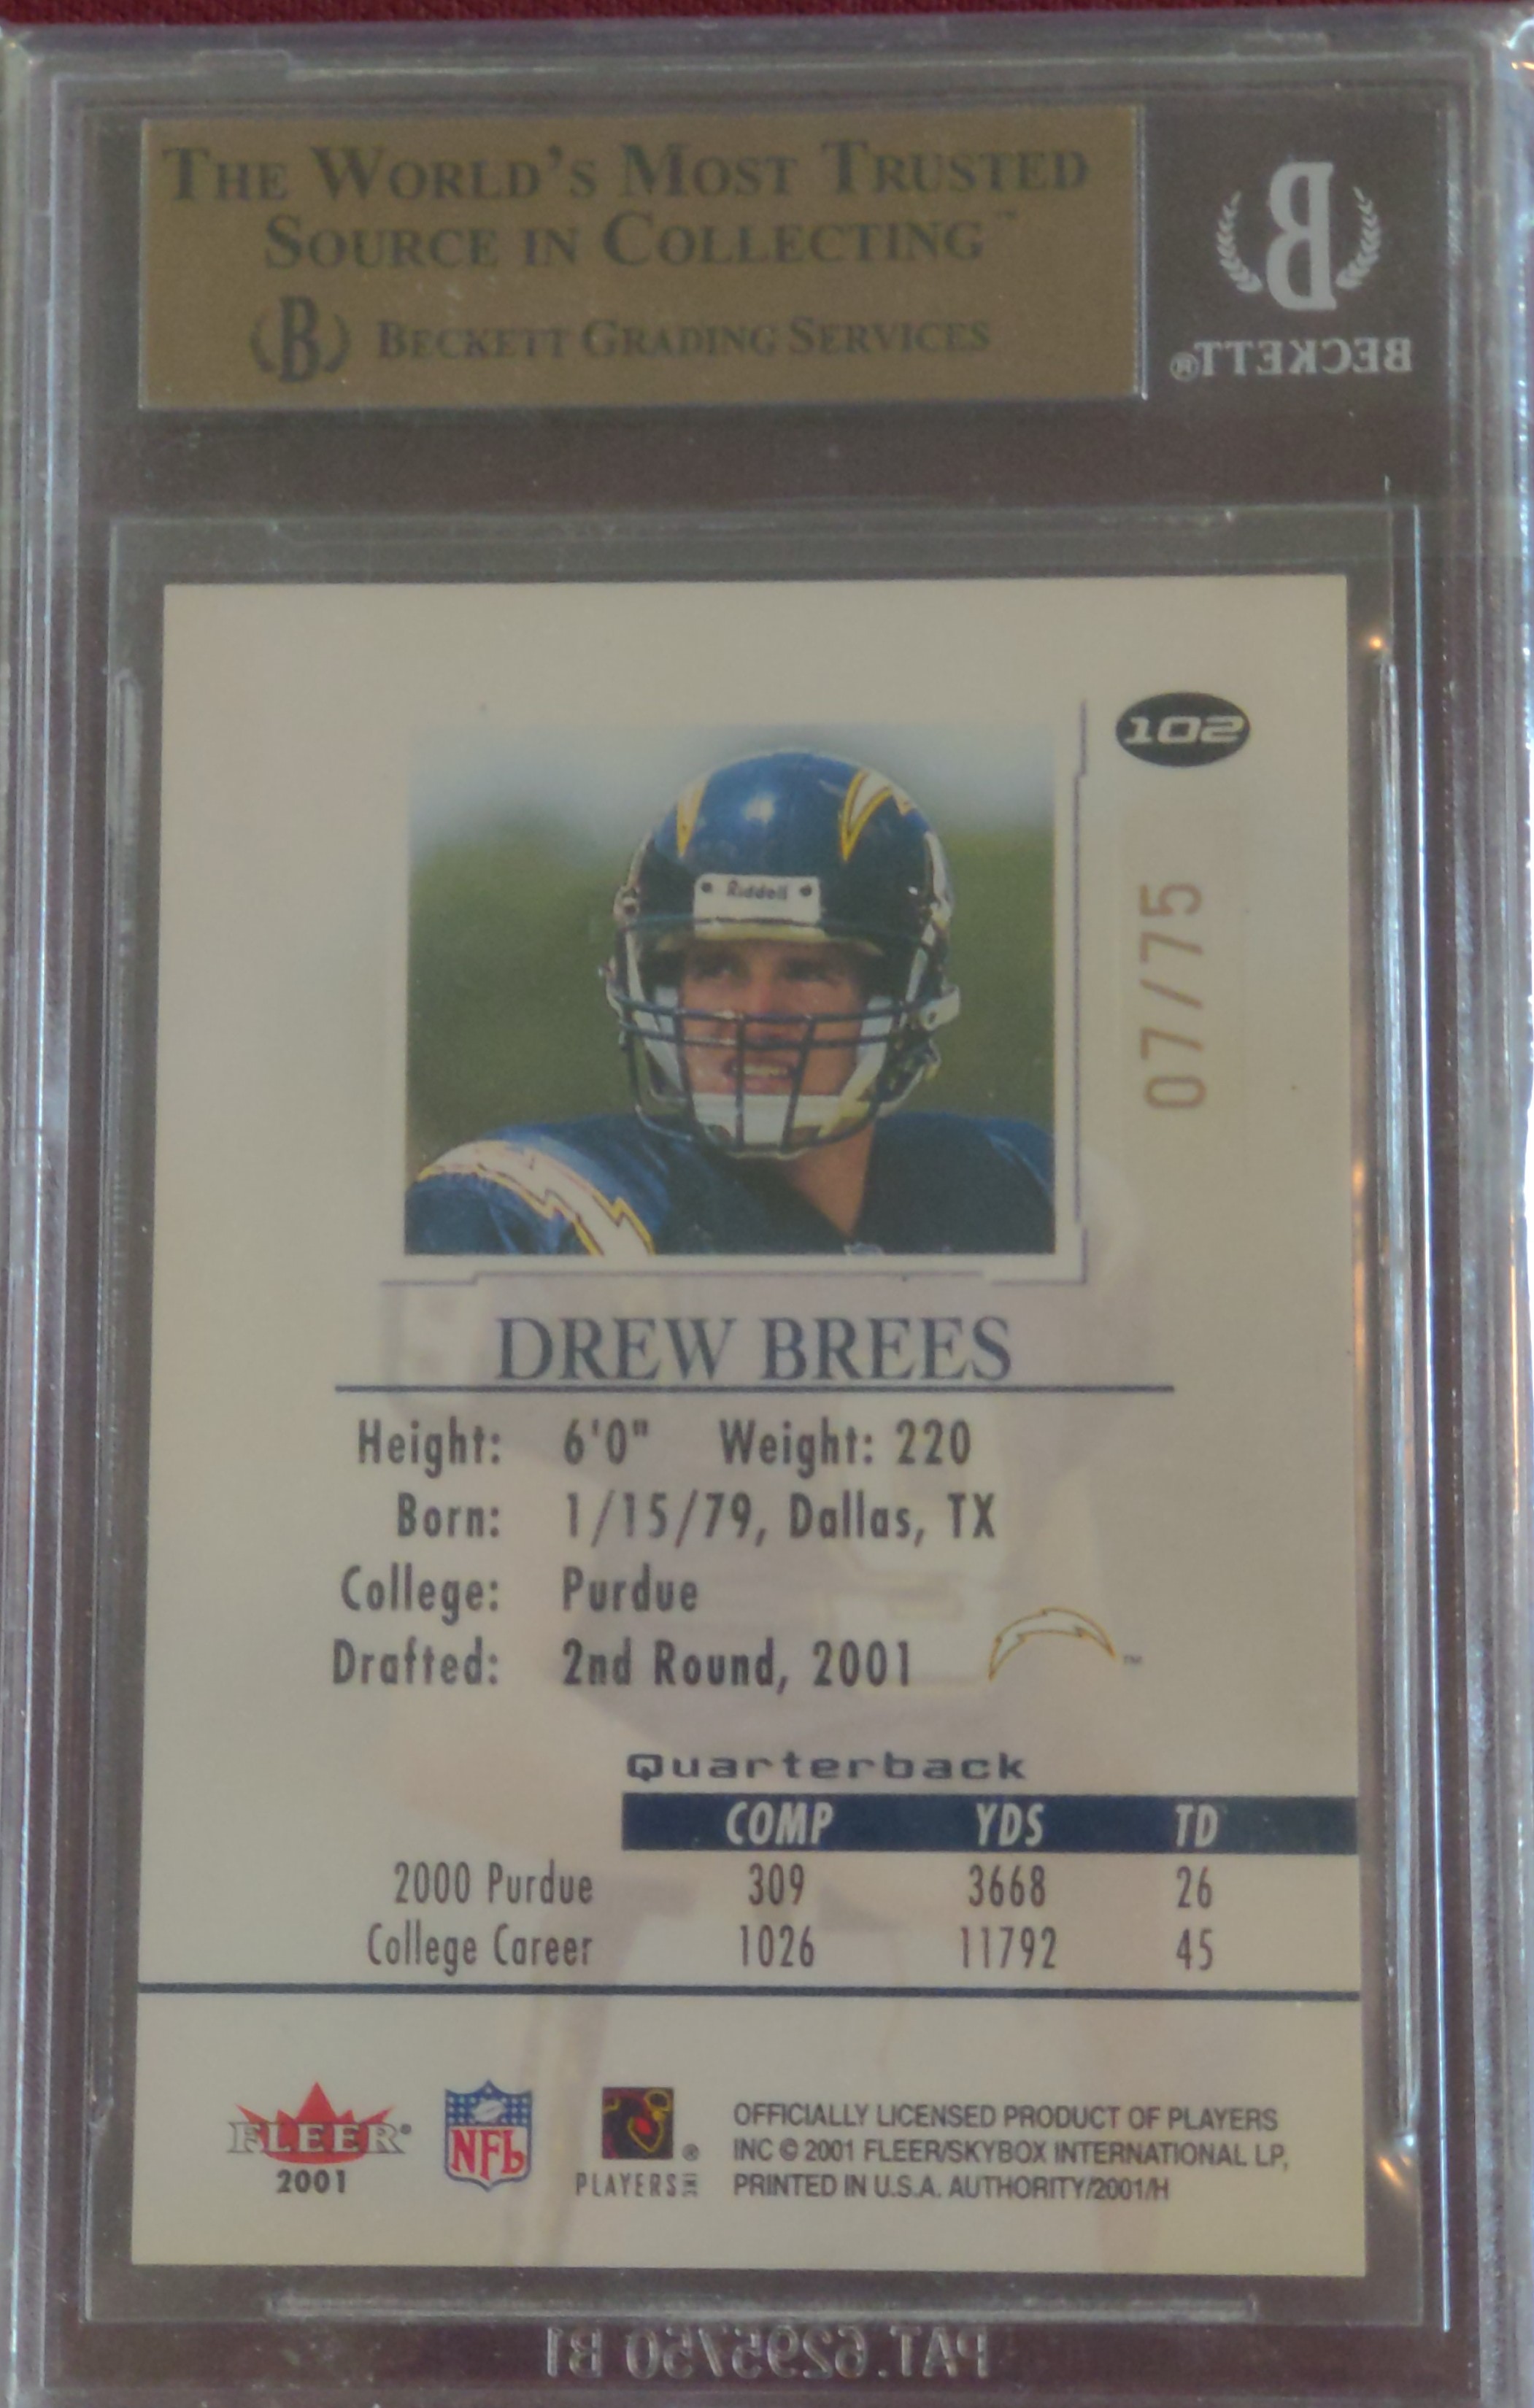 THE WORLD'S MOST TRUSTED
SOURCE IN COLLECTING™
B BECKETT GRADING SERVICES
B
BECKETT®
102
07/75
Riddell
DREW BREES
Height: 6'0" Weight: 220
Born: 1/15/79, Dallas, TX
College: Purdue
Drafted: 2nd Round, 2001
™
Quarterback
COMP YDS TD
2000 Purdue 309 3668 26
College Career 1026 11792 45
FLEER®
2001
NFL
®
PLAYERS INC
OFFICIALLY LICENSED PRODUCT OF PLAYERS
INC © 2001 FLEER/SKYBOX INTERNATIONAL LP,
PRINTED IN U.S.A. AUTHORITY/2001/H
PAT. 6295750 B1